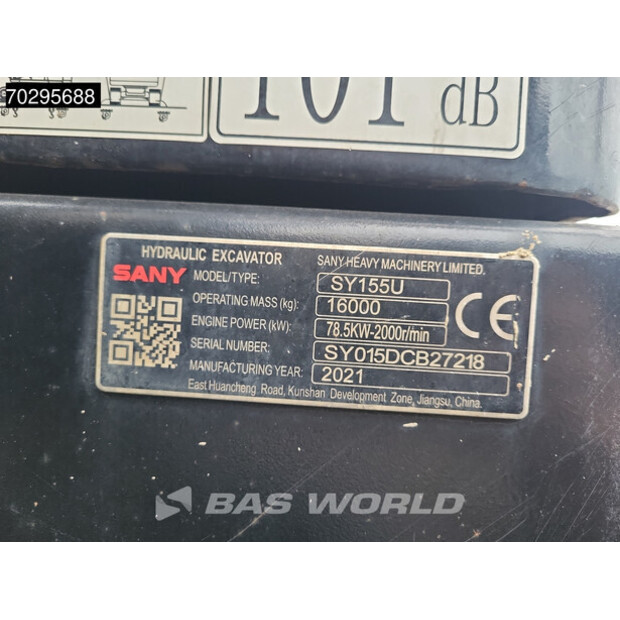 70295688
101 dB
HYDRAULIC EXCAVATOR
SANY HEAVY MACHINERY LIMITED.
SANY
MODEL/TYPE: SY155U
OPERATING MASS (kg): 16000
ENGINE POWER (kW): 78.5KW-2000r/min
SERIAL NUMBER: SY015DCB27218
MANUFACTURING YEAR: 2021
CE
East Huancheng Road, Kunshan Development Zone, Jiangsu, China.
BAS WORLD